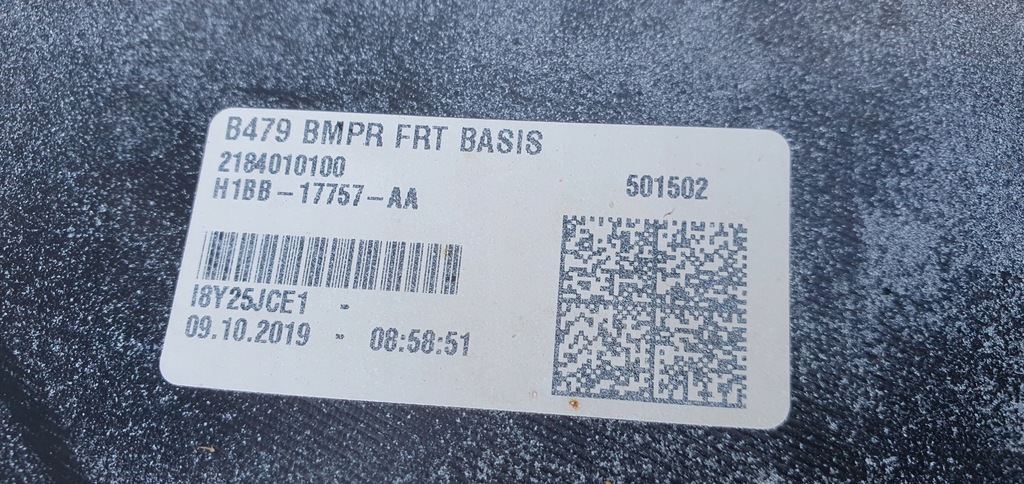 B479 BMPR FRT BASIS
2184010100
H1BB-17757-AA
501502
I8Y25JCE1 -
09.10.2019 - 08:58:51